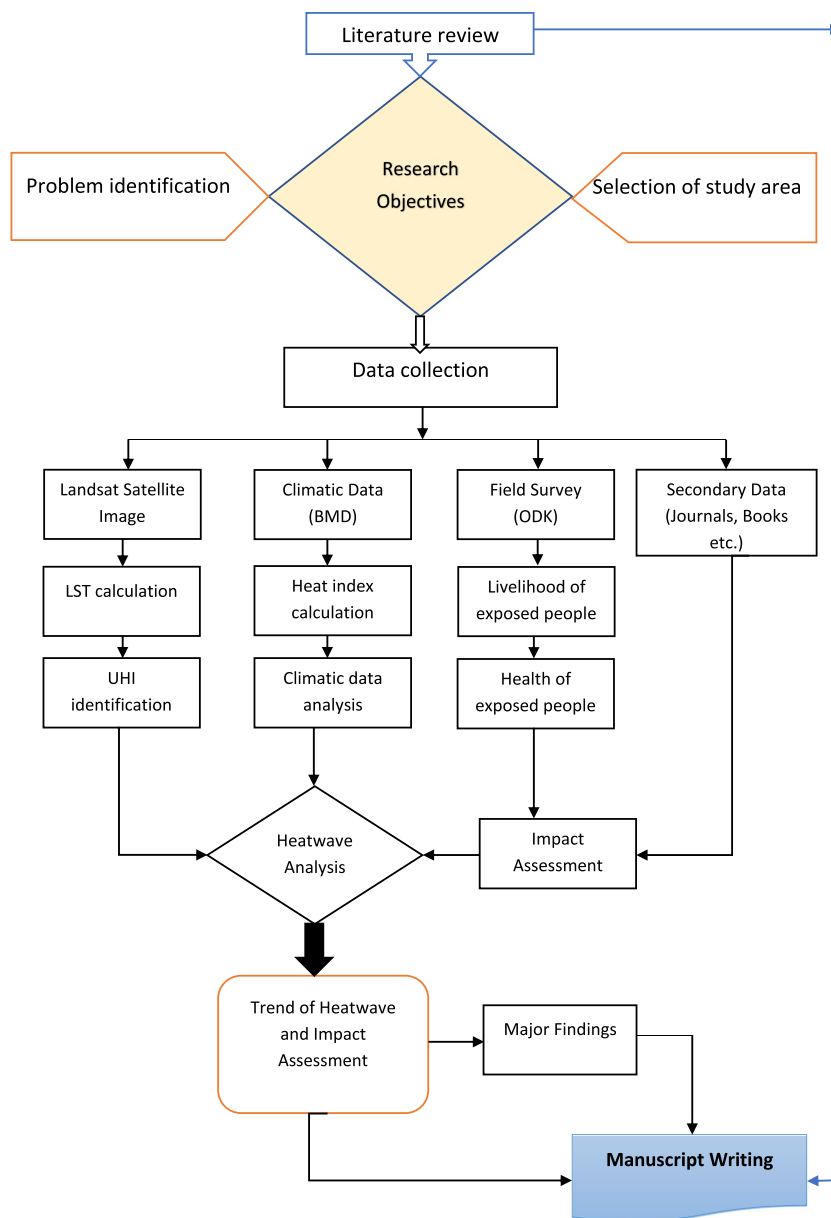 Literature review
Research
Objectives
Problem identification
Selection of study area
Data collection
Landsat Satellite
Image
Climatic Data
(BMD)
Field Survey
(ODK)
Secondary Data
(Journals, Books
etc.)
LST calculation
Heat index
calculation
Livelihood of
exposed people
UHI
identification
Climatic data
analysis
Health of
exposed people
Heatwave
Analysis
Impact
Assessment
Trend of Heatwave
and Impact
Assessment
Major Findings
Manuscript Writing